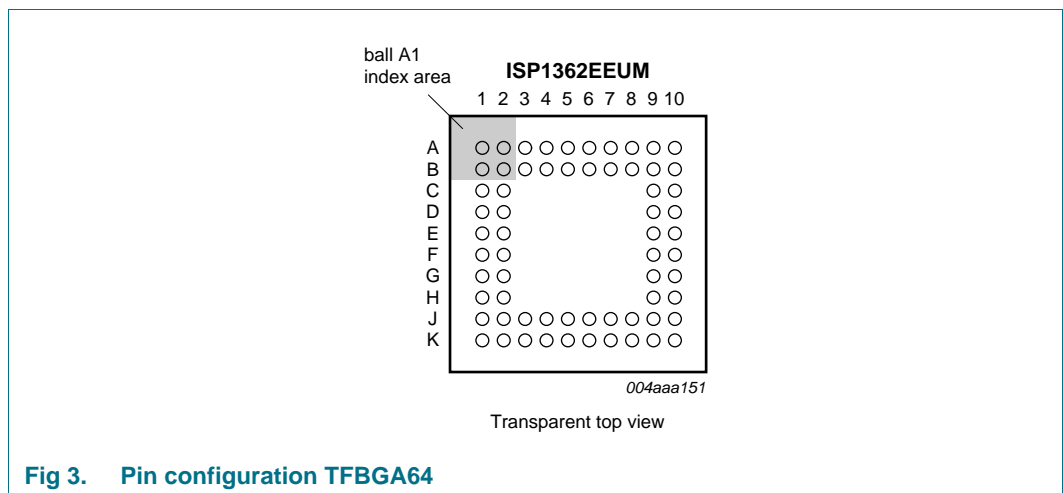 ball A1
index area
ISP1362EEUM
1 2 3 4 5 6 7 8 9 10
A
B
C
D
E
F
G
H
J
K
004aaa151
Transparent top view
Fig 3. Pin configuration TFBGA64